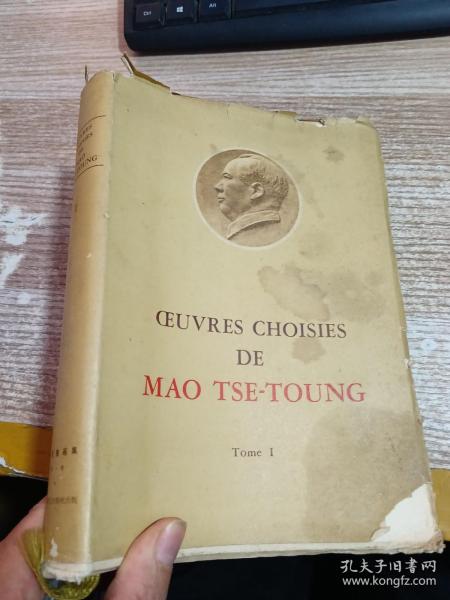 ŒUVRES CHOISIES
DE
MAO TSE-TOUNG
Tome I
Ctrl
Alt
孔夫子旧书网
www.kongfz.com